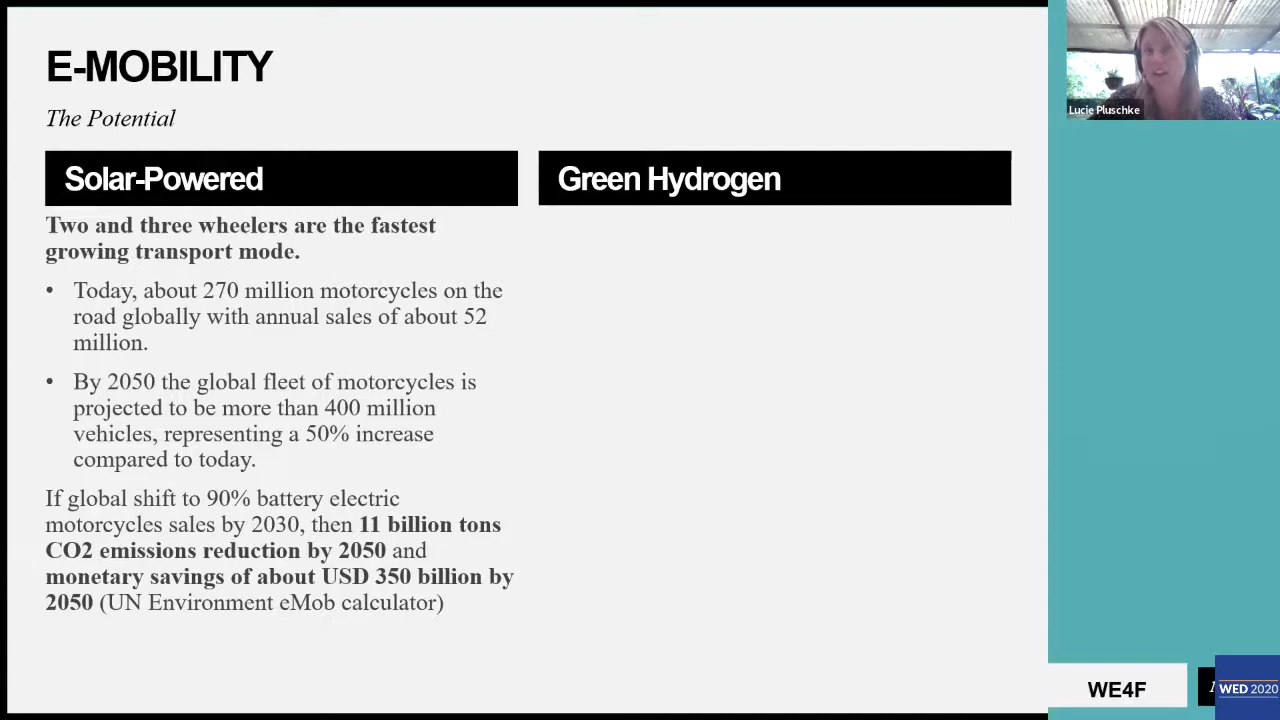 E-MOBILITY
The Potential
Solar-Powered
Green Hydrogen
Two and three wheelers are the fastest
growing transport mode.
• Today, about 270 million motorcycles on the
road globally with annual sales of about 52
million.
• By 2050 the global fleet of motorcycles is
projected to be more than 400 million
vehicles, representing a 50% increase
compared to today.
If global shift to 90% battery electric
motorcycles sales by 2030, then 11 billion tons
CO2 emissions reduction by 2050 and
monetary savings of about USD 350 billion by
2050 (UN Environment eMob calculator)
Lucie Pluschke
WE4F
WED 2020